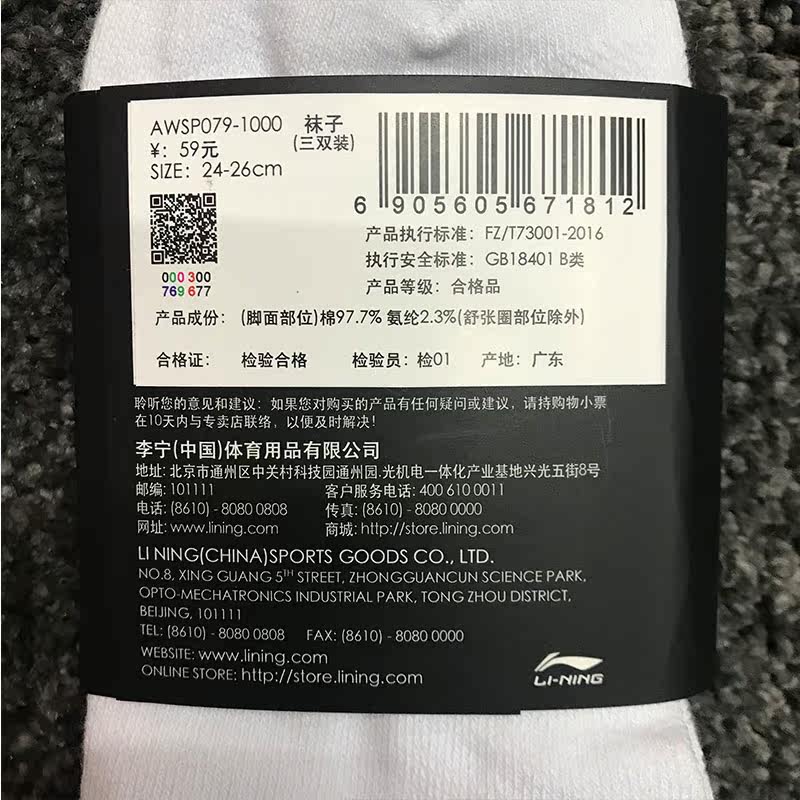 AWSP079-1000 袜子
¥: 59元 (三双装)
SIZE: 24-26cm
6 905605 671812
000 300
769 677
产品执行标准: FZ/T73001-2016
执行安全标准: GB18401 B类
产品等级: 合格品
产品成份: (脚面部位)棉97.7% 氨纶2.3%(舒张圈部位除外)
合格证: 检验合格 检验员: 检01 产地: 广东
聆听您的意见和建议: 如果您对购买的产品有任何疑问或建议, 请持购物小票
在10天内与专卖店联络, 以便及时解决!
李宁(中国)体育用品有限公司
地址: 北京市通州区中关村科技园通州园.光机电一体化产业基地兴光五街8号
邮编: 101111 客户服务电话: 400 610 0011
电话: (8610) - 8080 0808 传真: (8610) - 8080 0000
网址: www.lining.com 商城: http://store.lining.com
LI NING(CHINA)SPORTS GOODS CO., LTD.
NO.8, XING GUANG 5TH STREET, ZHONGGUANCUN SCIENCE PARK,
OPTO-MECHATRONICS INDUSTRIAL PARK, TONG ZHOU DISTRICT,
BEIJING, 101111
TEL: (8610) - 8080 0808 FAX: (8610) - 8080 0000
WEBSITE: www.lining.com
ONLINE STORE: http://store.lining.com
LI-NING